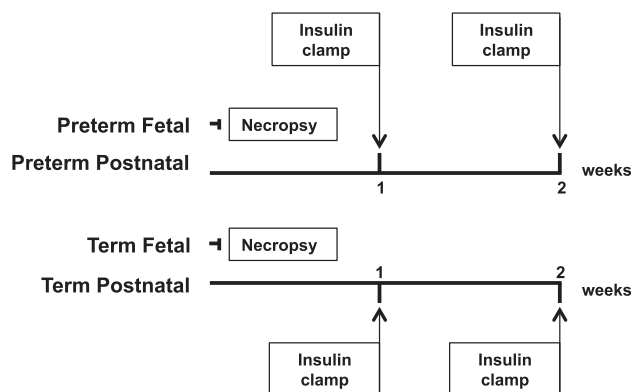 Insulin clamp
Insulin clamp
Preterm Fetal
Necropsy
Preterm Postnatal
weeks
1
2
Term Fetal
Necropsy
1
2
Term Postnatal
weeks
Insulin clamp
Insulin clamp